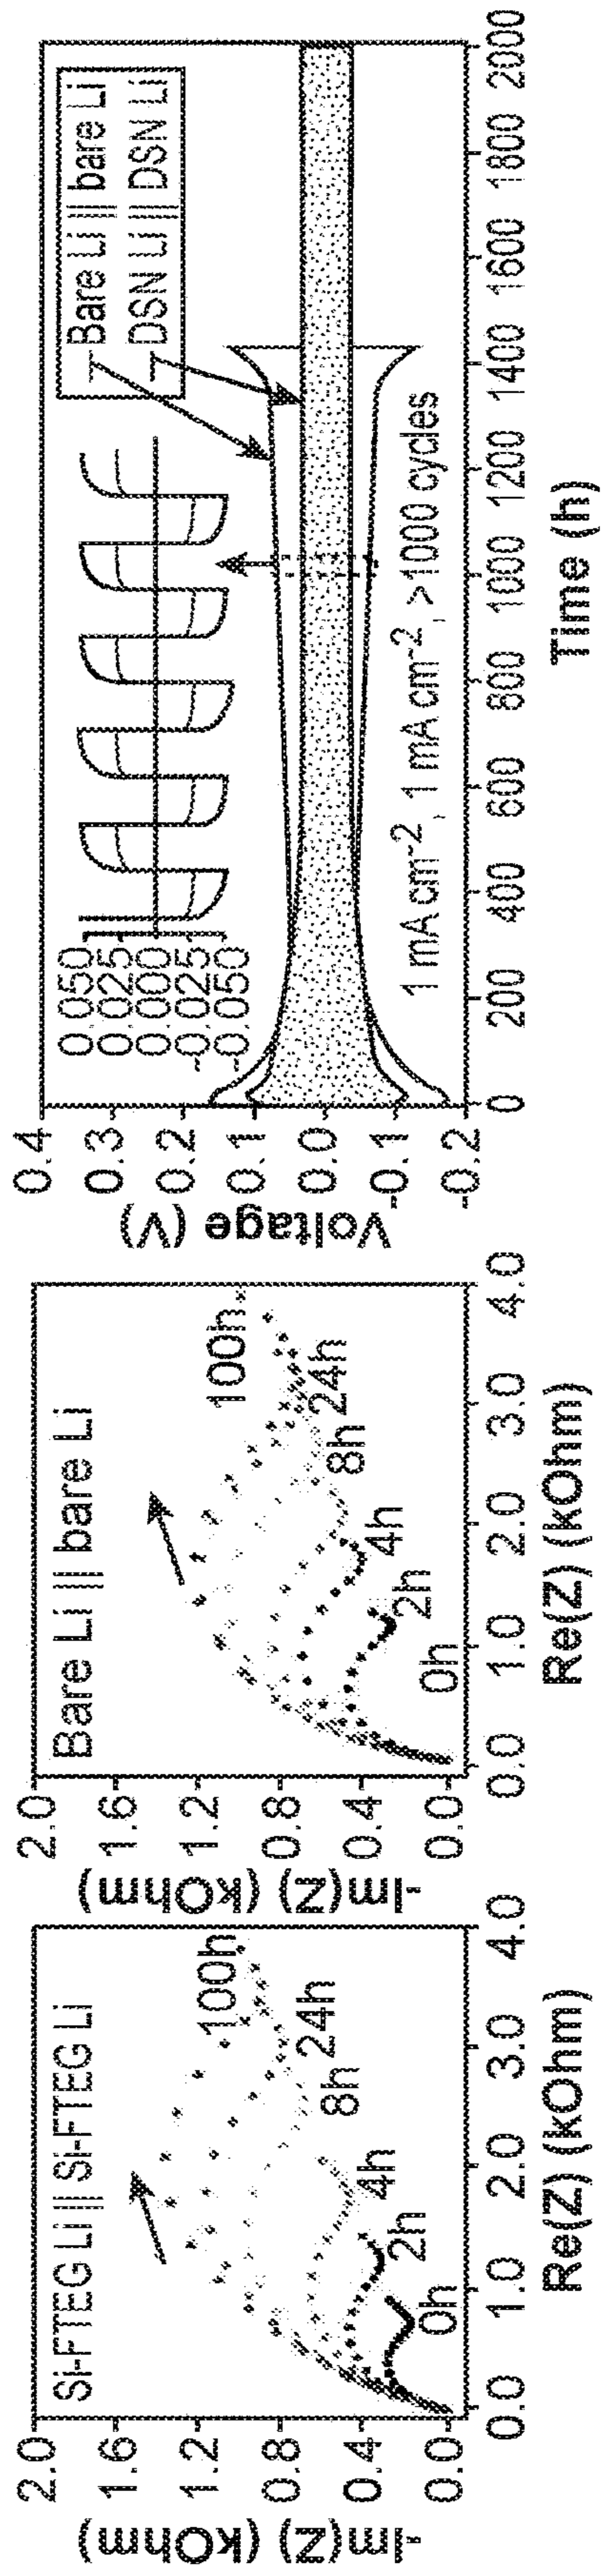 Si-FTEG Li || Si-FTEG Li
-Im(Z) (kOhm)
2.0
1.6
1.2
0.8
0.4
0.0
100h
24h
8h
4h
2h
0h
0.0 1.0 2.0 3.0 4.0
Re(Z) (kOhm)
Bare Li || bare Li
-Im(Z) (kOhm)
2.0
1.6
1.2
0.8
0.4
0.0
100h
24h
8h
4h
2h
0h
0.0 1.0 2.0 3.0 4.0
Re(Z) (kOhm)
Voltage (V)
0.4
0.3
0.2
0.1
0.0
-0.1
-0.2
0.050
0.025
0.000
-0.025
-0.050
Bare Li || bare Li
DSN Li || DSN Li
1 mA cm-2, 1 mA cm-2, >1000 cycles
0 200 400 600 800 1000 1200 1400 1600 1800 2000
Time (h)